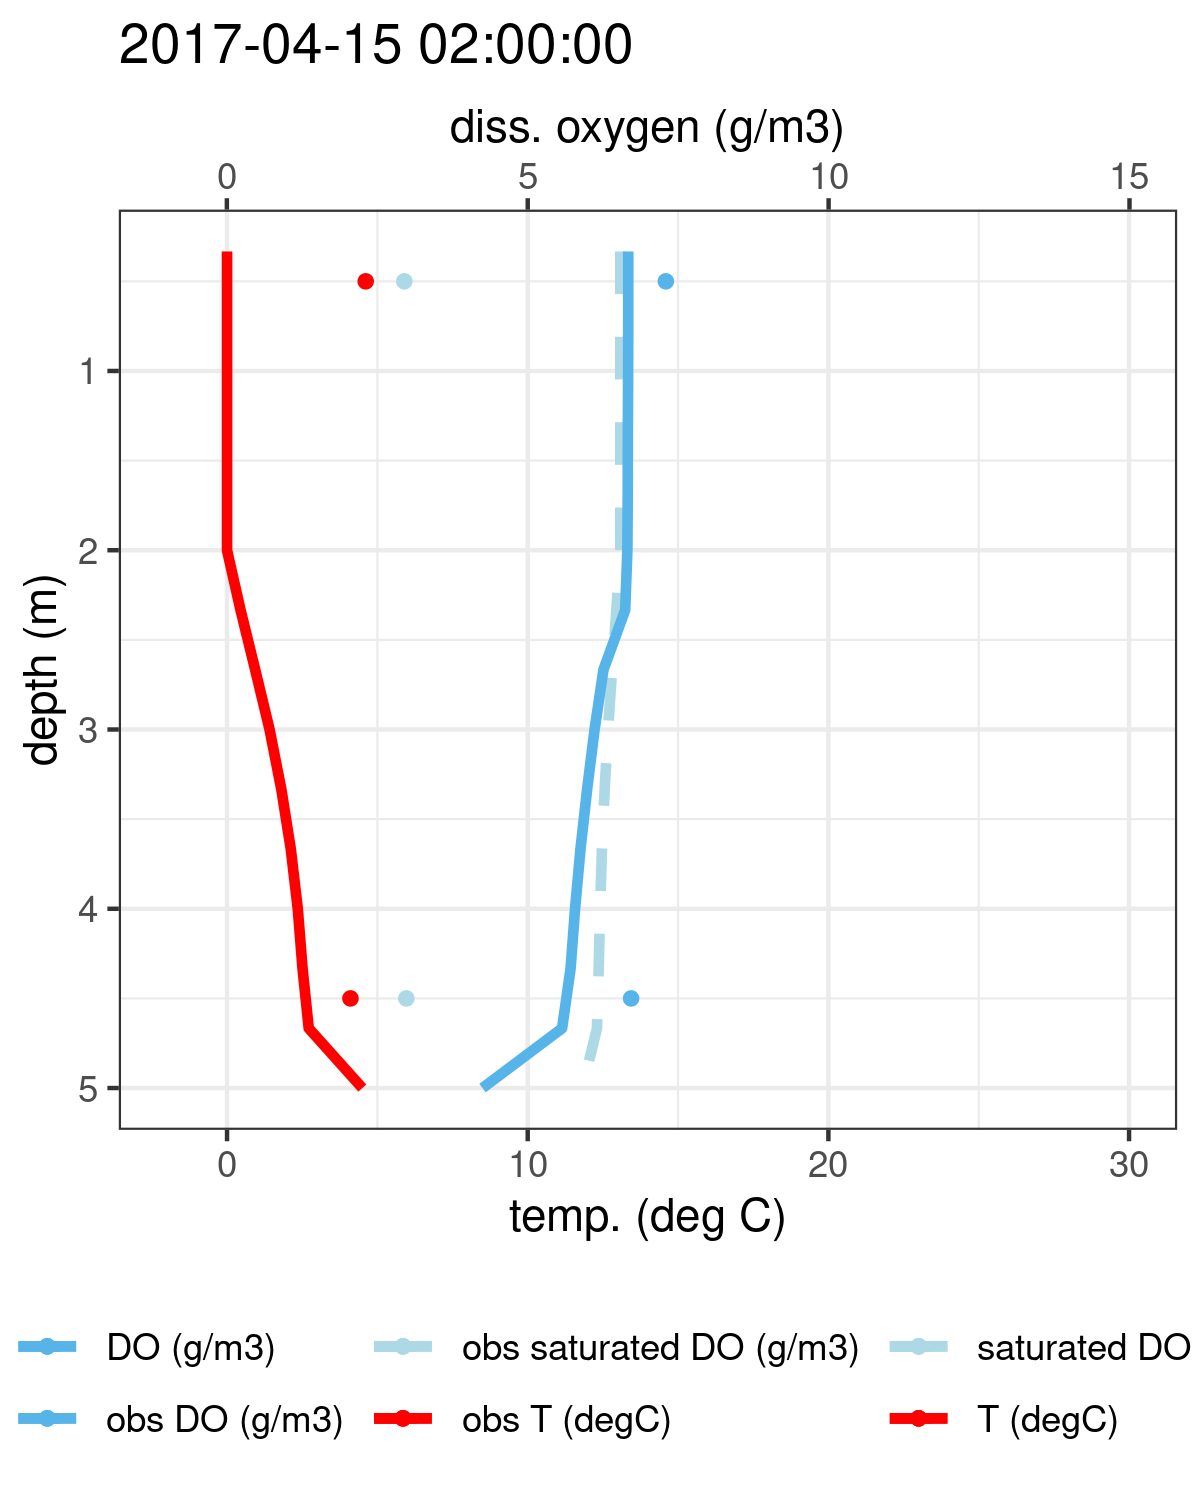 2017-04-15 02:00:00
diss. oxygen (g/m3)
0 5 10 15
depth (m)
1
2
3
4
5
0 10 20 30
temp. (deg C)
DO (g/m3) obs saturated DO (g/m3) saturated DO
obs DO (g/m3) obs T (degC) T (degC)